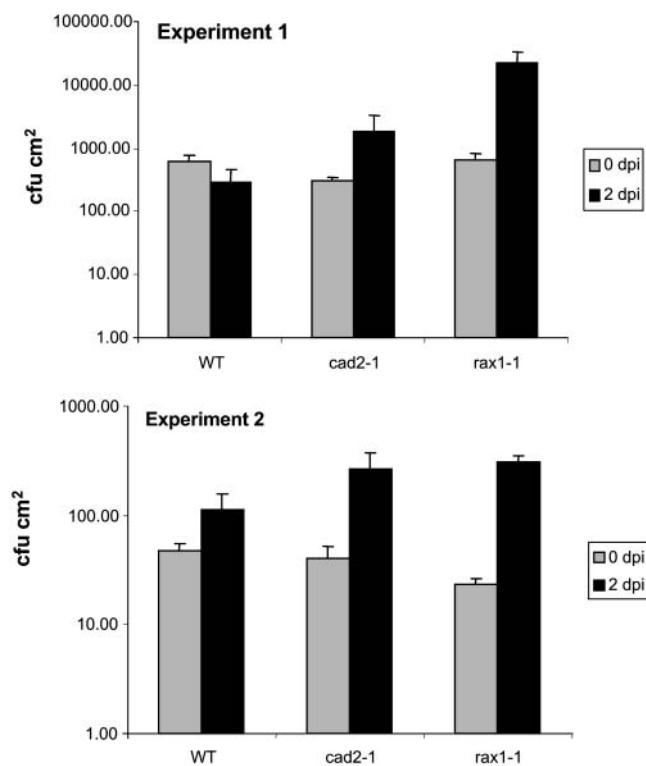 Experiment 1
100000.00
10000.00
1000.00
100.00
10.00
1.00
cfu cm²
WT cad2-1 rax1-1
0 dpi
2 dpi
Experiment 2
1000.00
100.00
10.00
1.00
cfu cm²
WT cad2-1 rax1-1
0 dpi
2 dpi